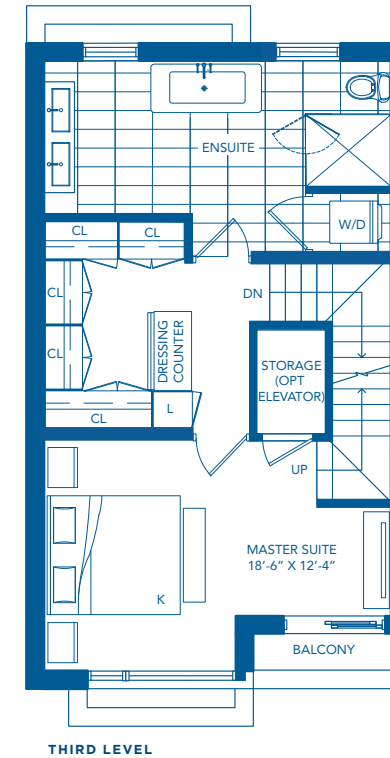 ENSUITE
W/D
CL
CL
CL
DN
DRESSING
COUNTER
CL
STORAGE
(OPT
ELEVATOR)
L
CL
UP
MASTER SUITE
18'-6" X 12'-4"
K
BALCONY
THIRD LEVEL